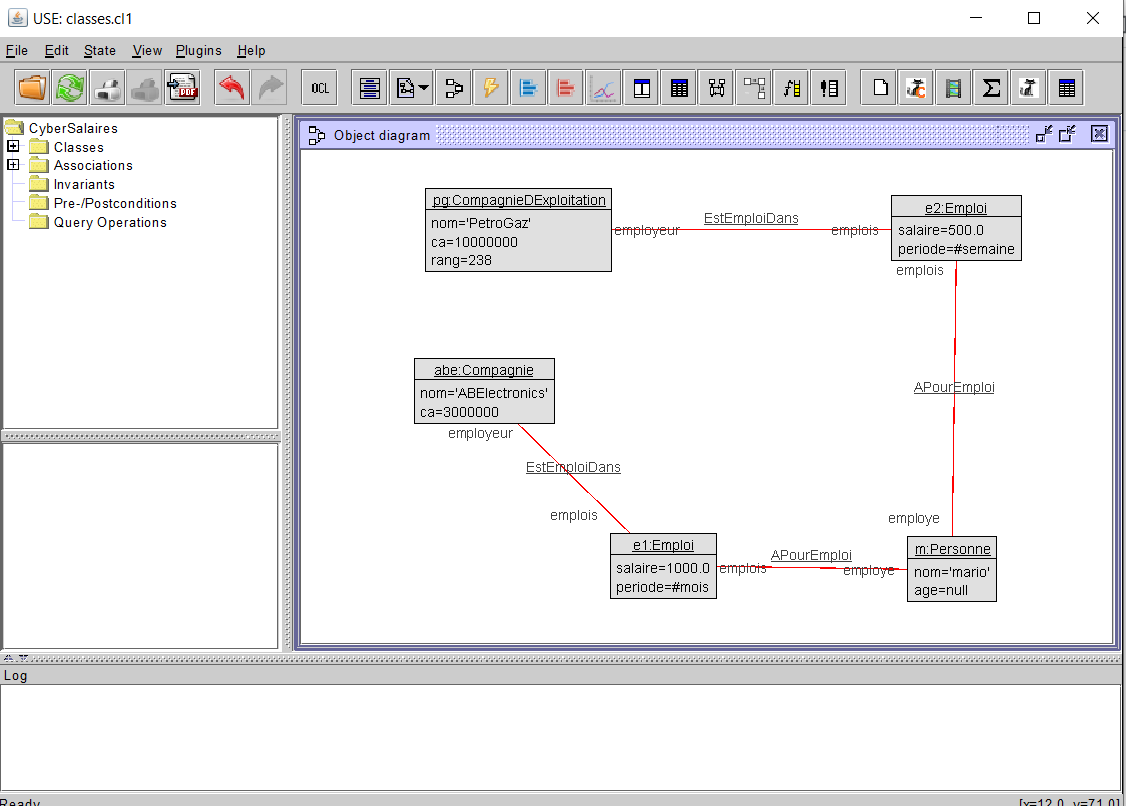 USE: classes.cl1
File Edit State View Plugins Help
OCL
CyberSalaires
Classes
Associations
Invariants
Pre-/Postconditions
Query Operations
Object diagram
pg:CompagnieDExploitation
nom='PetroGaz'
ca=10000000
rang=238
employeur
EstEmploiDans
emplois
e2:Emploi
salaire=500.0
periode=#semaine
emplois
APourEmploi
employe
abe:Compagnie
nom='ABElectronics'
ca=3000000
employeur
EstEmploiDans
emplois
e1:Emploi
salaire=1000.0
periode=#mois
emplois
APourEmploi
employe
m:Personne
nom='mario'
age=null
Log
Ready
[x=12.0, y=71.0]